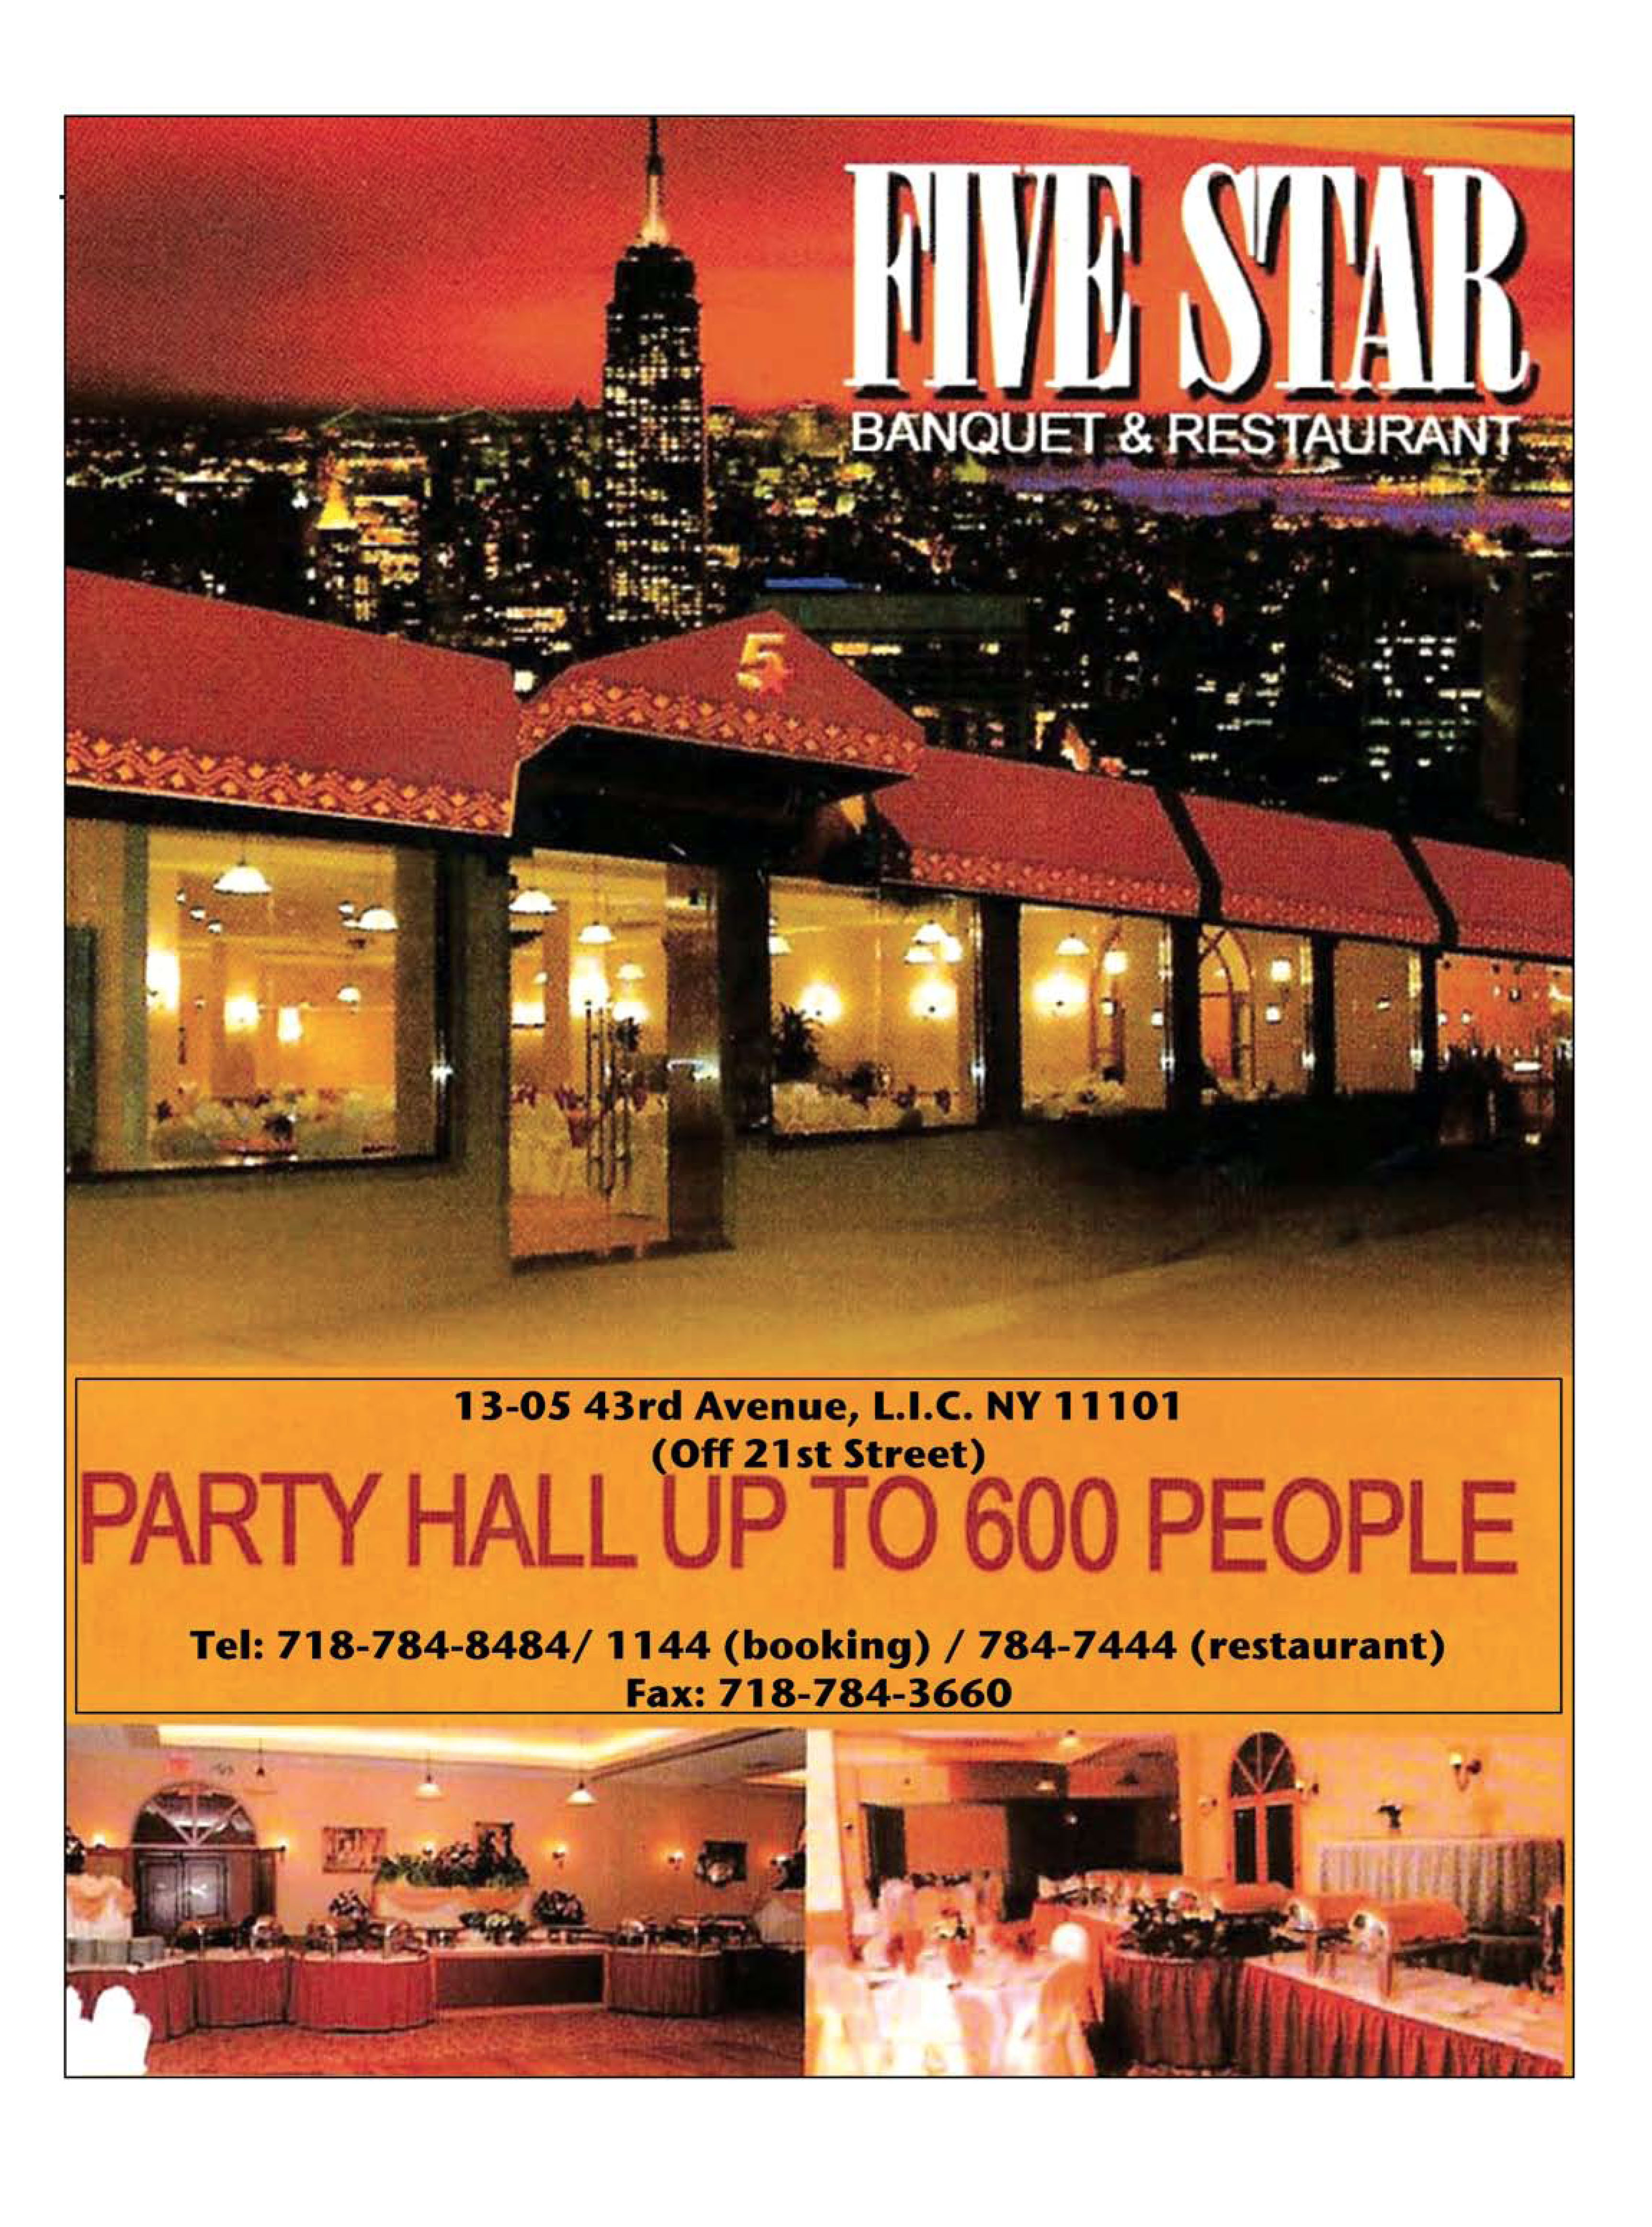 FIVE STAR
BANQUET & RESTAURANT
5
13-05 43rd Avenue, L.I.C. NY 11101
(Off 21st Street)
PARTY HALL UP TO 600 PEOPLE
Tel: 718-784-8484/ 1144 (booking) / 784-7444 (restaurant)
Fax: 718-784-3660